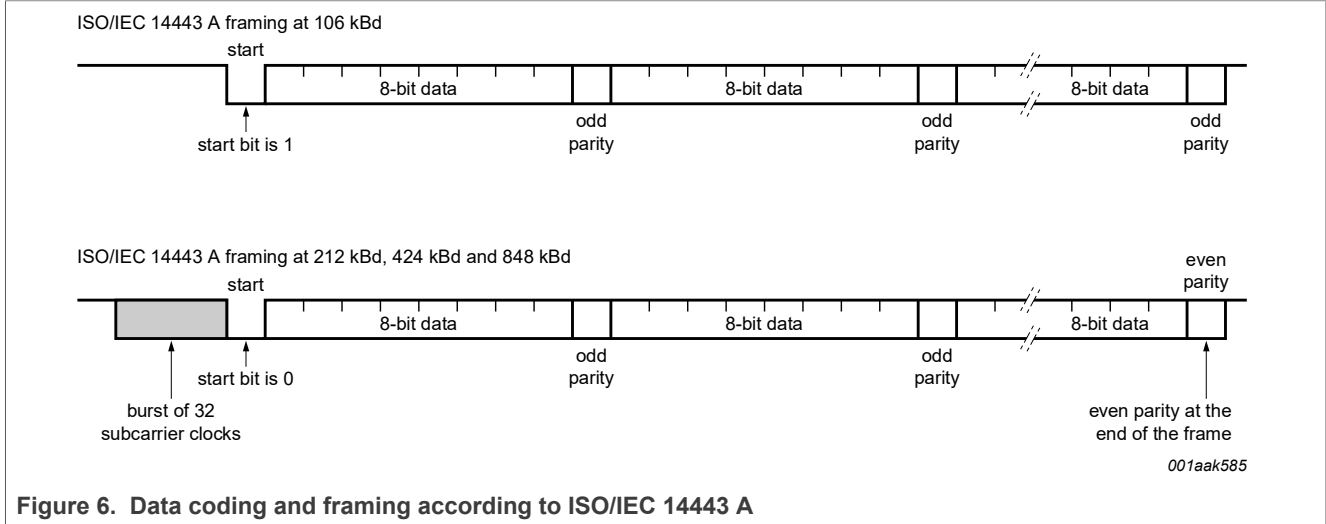 ISO/IEC 14443 A framing at 106 kBd
start
8-bit data
8-bit data
8-bit data
odd
parity
odd
parity
odd
parity
start bit is 1
ISO/IEC 14443 A framing at 212 kBd, 424 kBd and 848 kBd
even
parity
start
8-bit data
8-bit data
8-bit data
odd
parity
odd
parity
start bit is 0
burst of 32
subcarrier clocks
even parity at the
end of the frame
001aak585
Figure 6. Data coding and framing according to ISO/IEC 14443 A